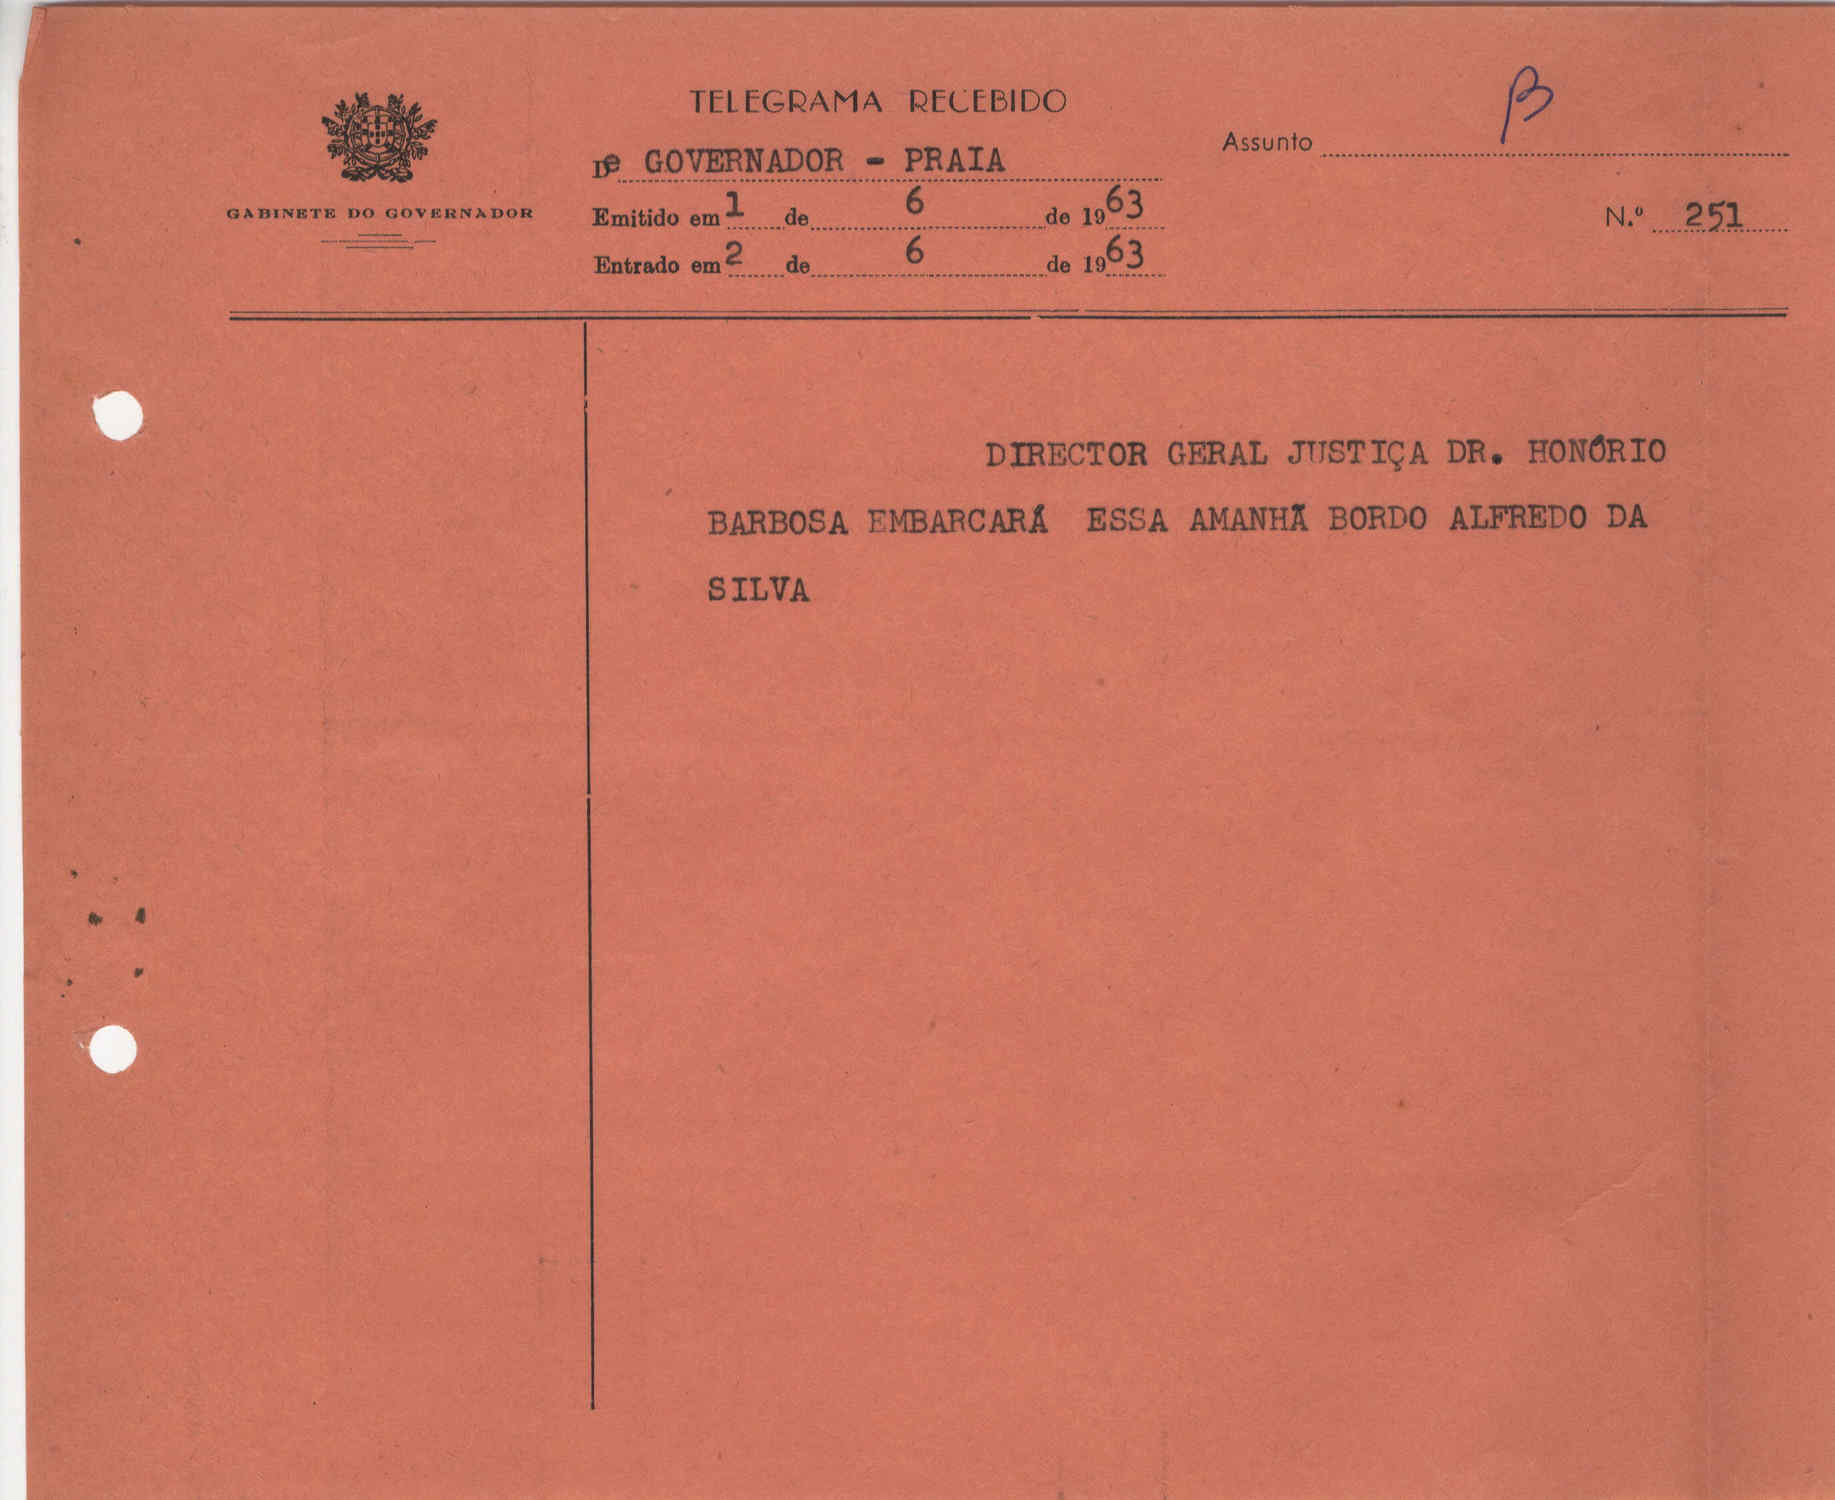 TELEGRAMA RECEBIDO
Assunto
De GOVERNADOR - PRAIA
GABINETE DO GOVERNADOR
Emitido em 1 de 6 de 1963
N.º 251
Entrado em 2 de 6 de 1963
DIRECTOR GERAL JUSTIÇA DR. HONÓRIO
BARBOSA EMBARCARÁ ESSA AMANHÃ BORDO ALFREDO DA
SILVA